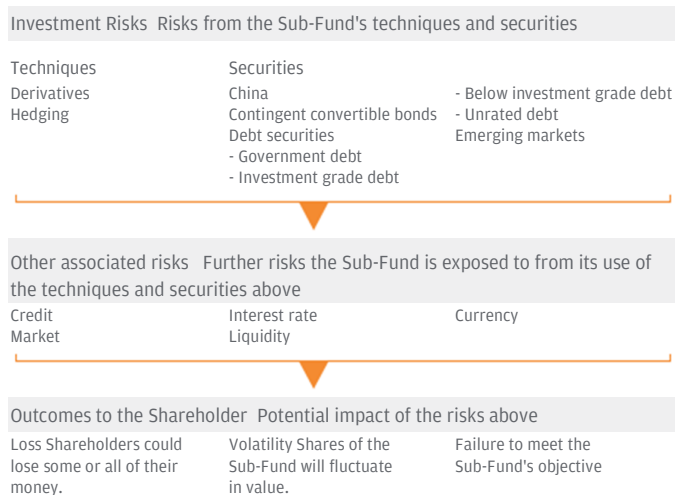 Investment Risks Risks from the Sub-Fund's techniques and securities
Techniques
Derivatives
Hedging
Securities
China
Contingent convertible bonds
Debt securities
- Government debt
- Investment grade debt
- Below investment grade debt
- Unrated debt
Emerging markets
Other associated risks Further risks the Sub-Fund is exposed to from its use of
the techniques and securities above
Credit
Market
Interest rate
Liquidity
Currency
Outcomes to the Shareholder Potential impact of the risks above
Loss Shareholders could
lose some or all of their
money.
Volatility Shares of the
Sub-Fund will fluctuate
in value.
Failure to meet the
Sub-Fund's objective